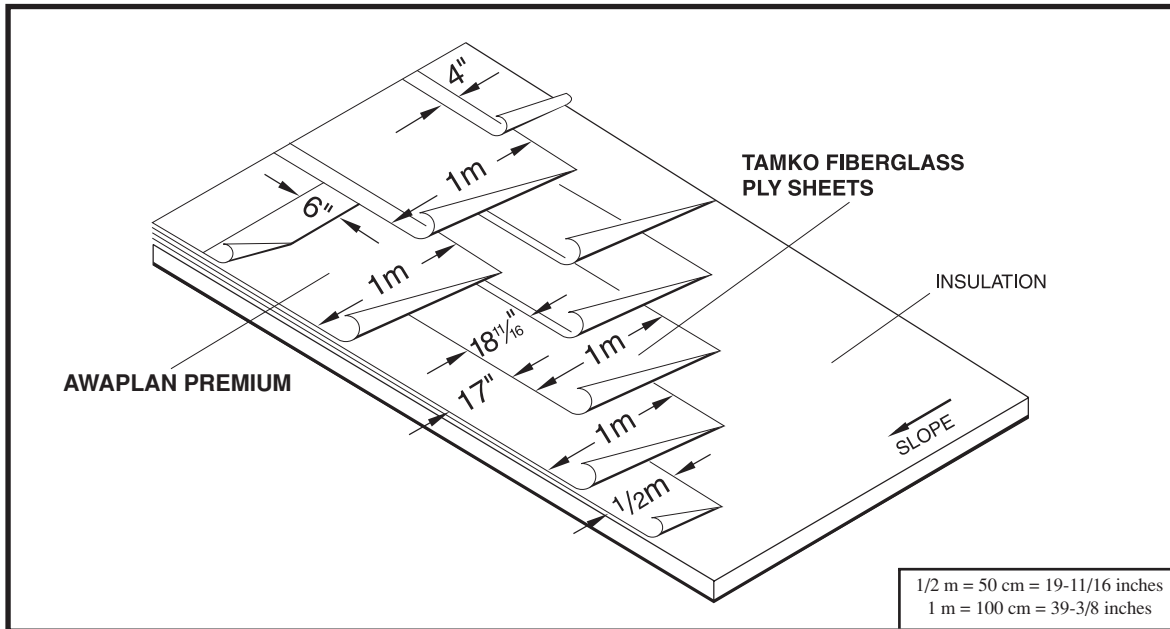 4"
1m
TAMKO FIBERGLASS
PLY SHEETS
6"
1m
INSULATION
18 11/16"
1m
AWAPLAN PREMIUM
17"
1m
SLOPE
1/2m
1/2 m = 50 cm = 19-11/16 inches
1 m = 100 cm = 39-3/8 inches